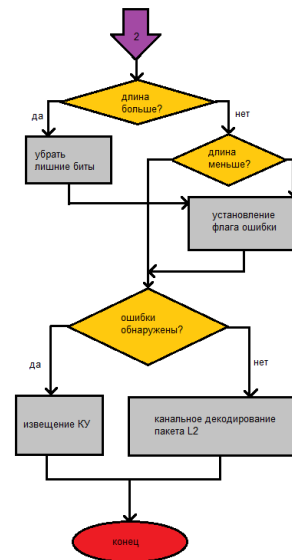 2
длина
больше?
да
нет
убрать
лишние биты
длина
меньше?
установление
флага ошибки
ошибки
обнаружены?
да
нет
извещение КУ
канальное декодирование
пакета L2
конец